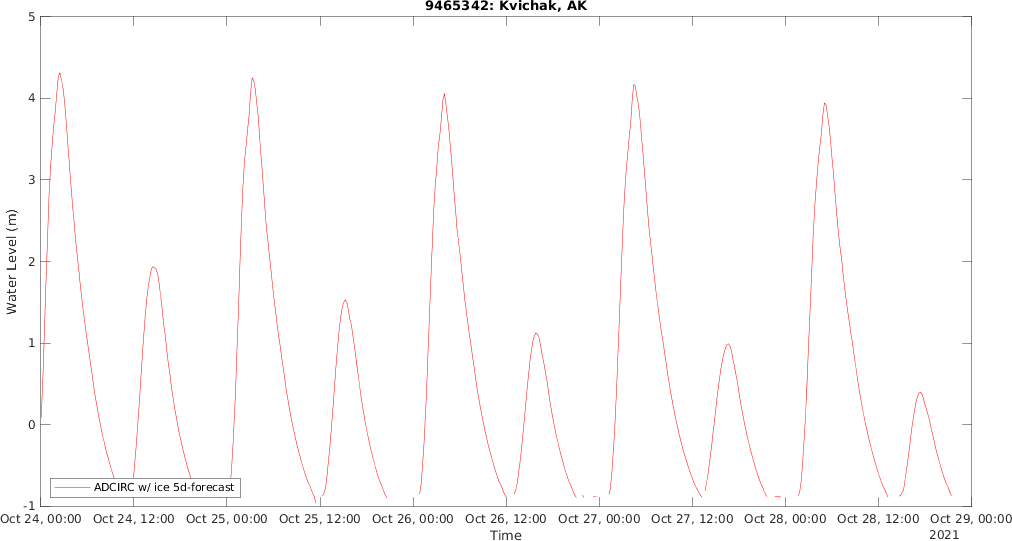 9465342: Kvichak, AK
5
4
3
2
1
0
-1
Water Level (m)
ADCIRC w/ ice 5d-forecast
Oct 24, 00:00 Oct 24, 12:00 Oct 25, 00:00 Oct 25, 12:00 Oct 26, 00:00 Oct 26, 12:00 Oct 27, 00:00 Oct 27, 12:00 Oct 28, 00:00 Oct 28, 12:00 Oct 29, 00:00
Time
2021